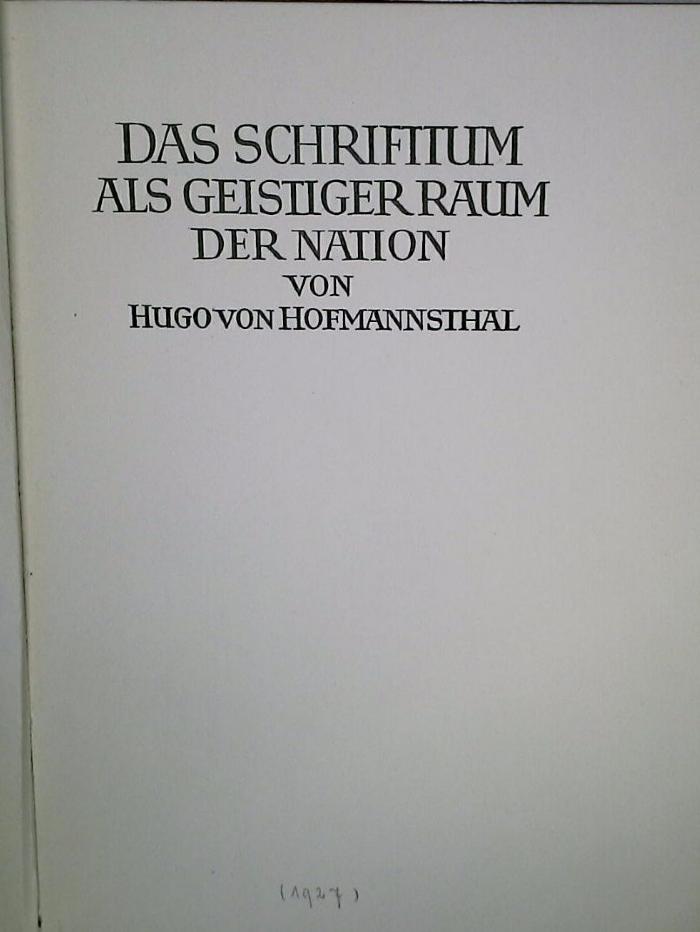 DAS SCHRIFTTUM
ALS GEISTIGER RAUM
DER NATION
VON
HUGO VON HOFMANNSTHAL
(1927)